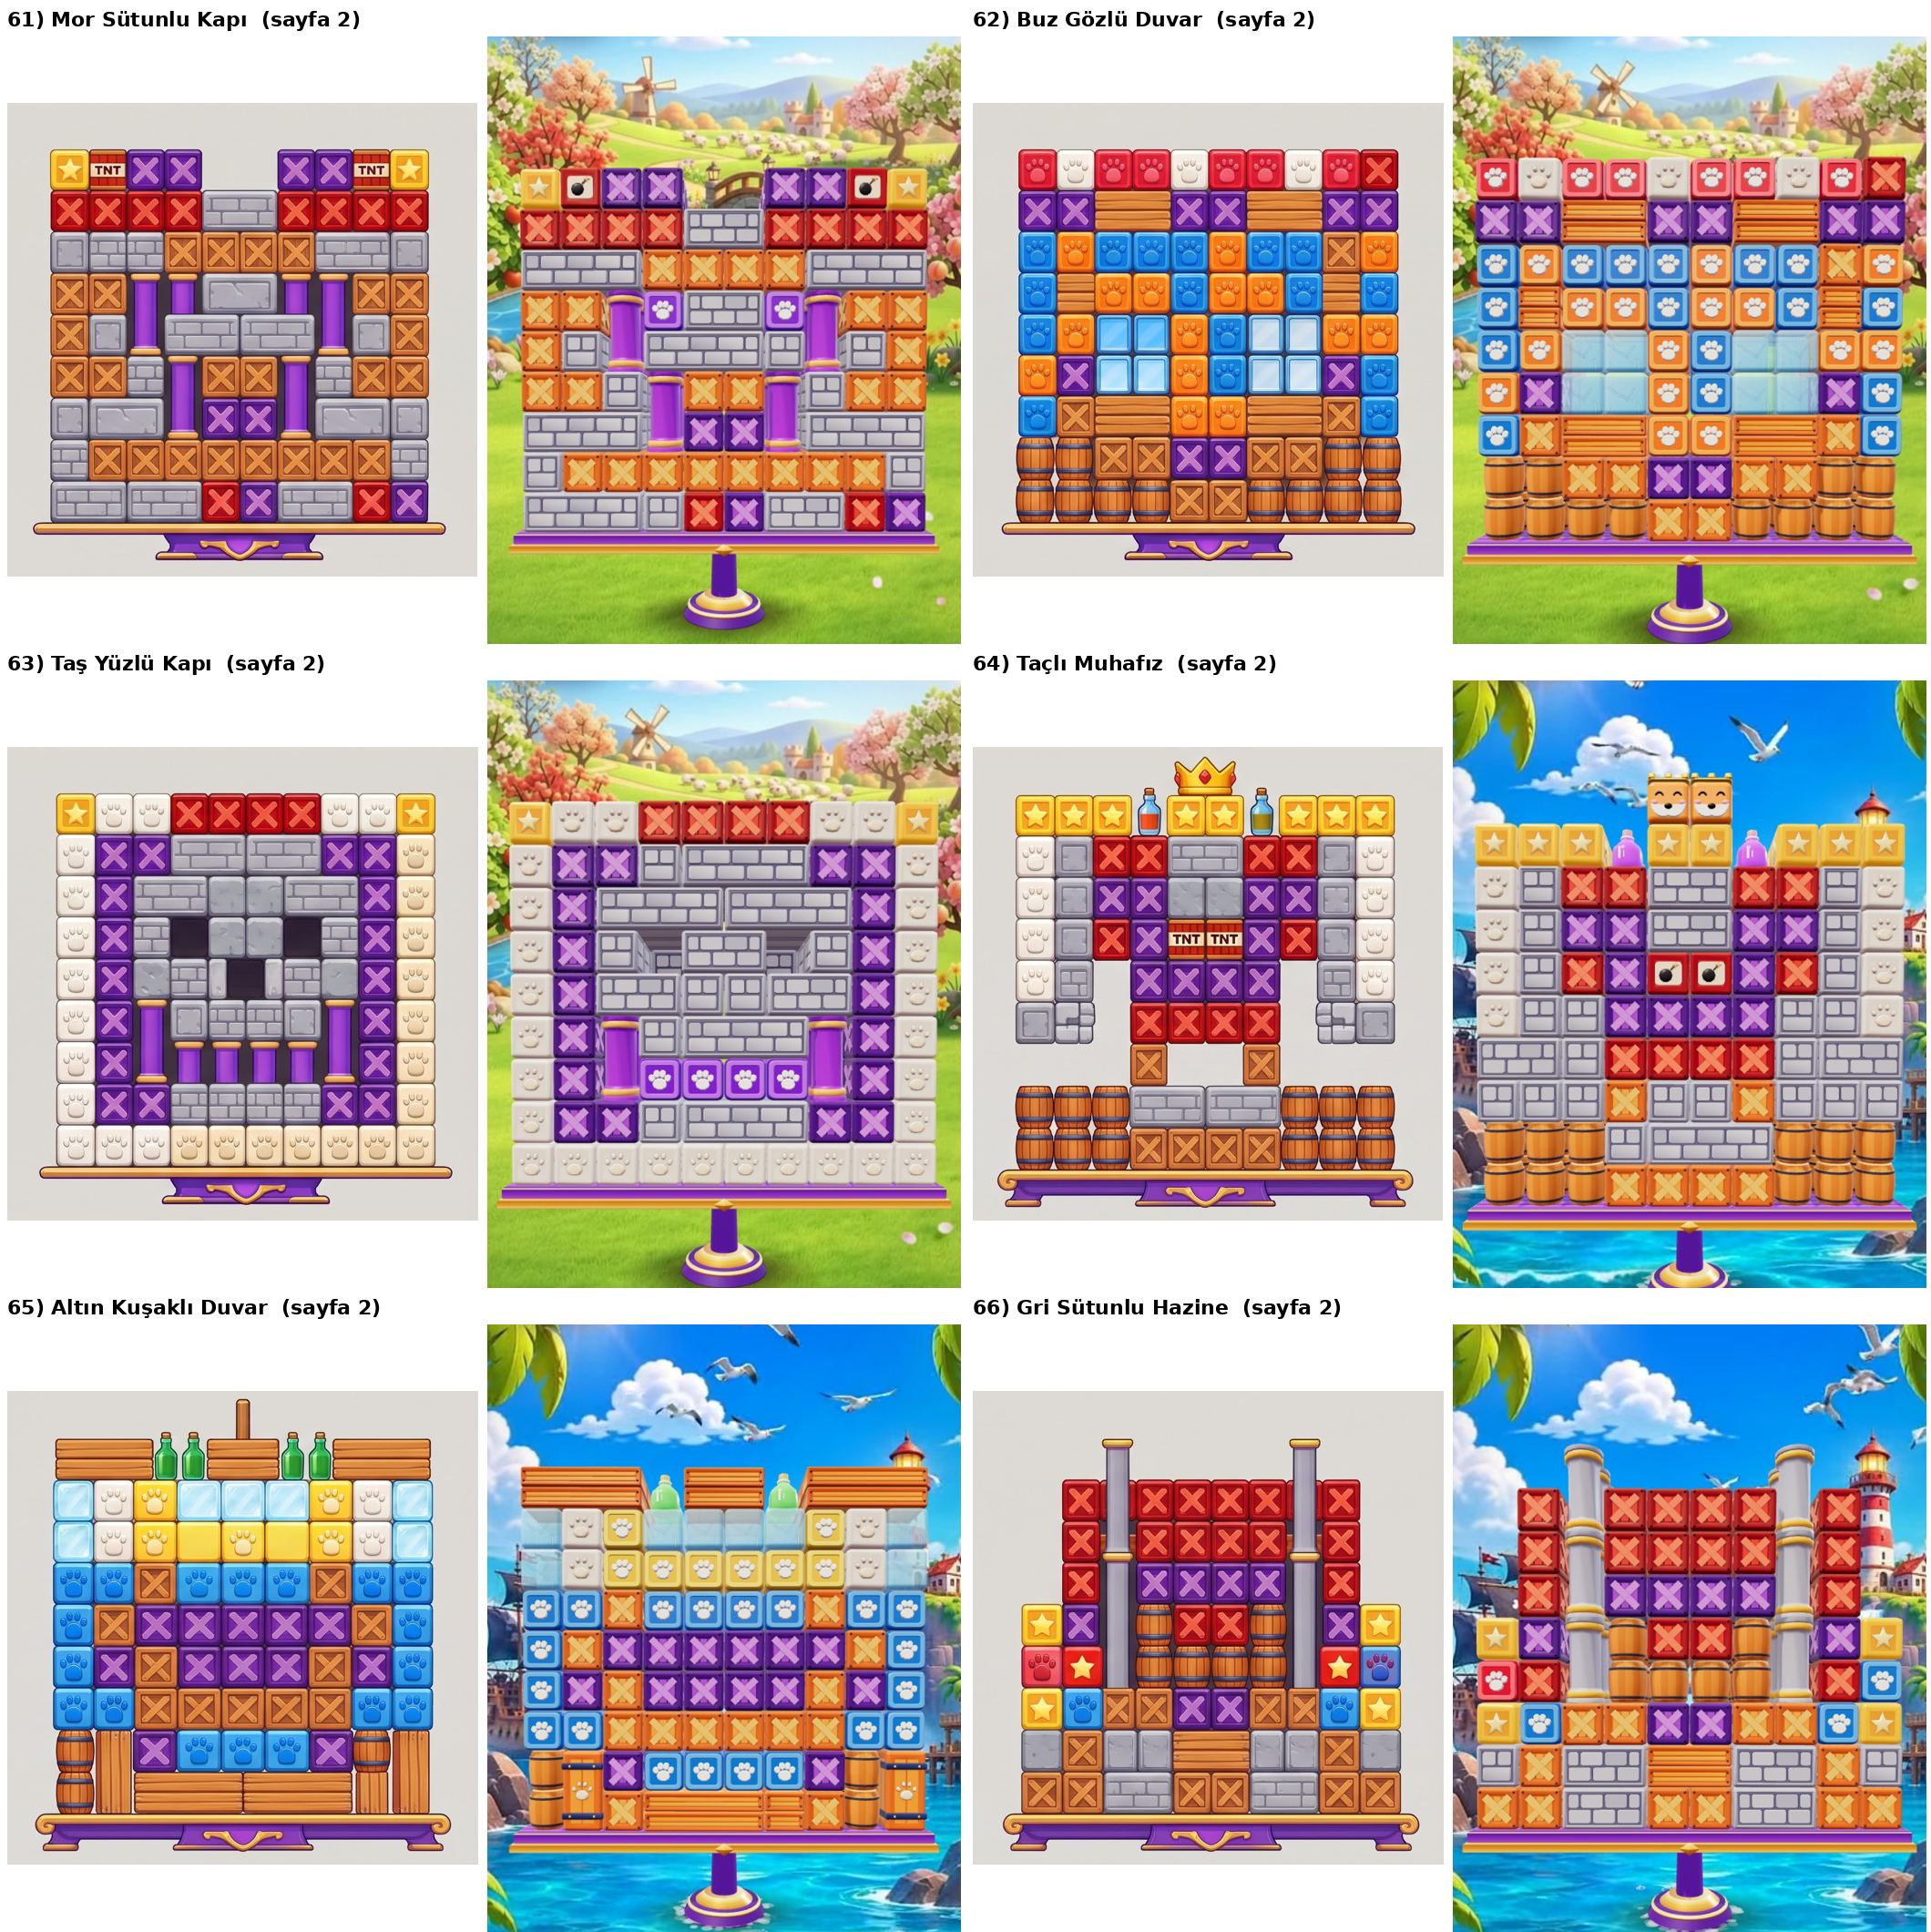 61) Mor Sütunlu Kapı  (sayfa 2)
62) Buz Gözlü Duvar  (sayfa 2)
TNT
TNT
63) Taş Yüzlü Kapı  (sayfa 2)
64) Taçlı Muhafız  (sayfa 2)
TNT TNT
65) Altın Kuşaklı Duvar  (sayfa 2)
66) Gri Sütunlu Hazine  (sayfa 2)